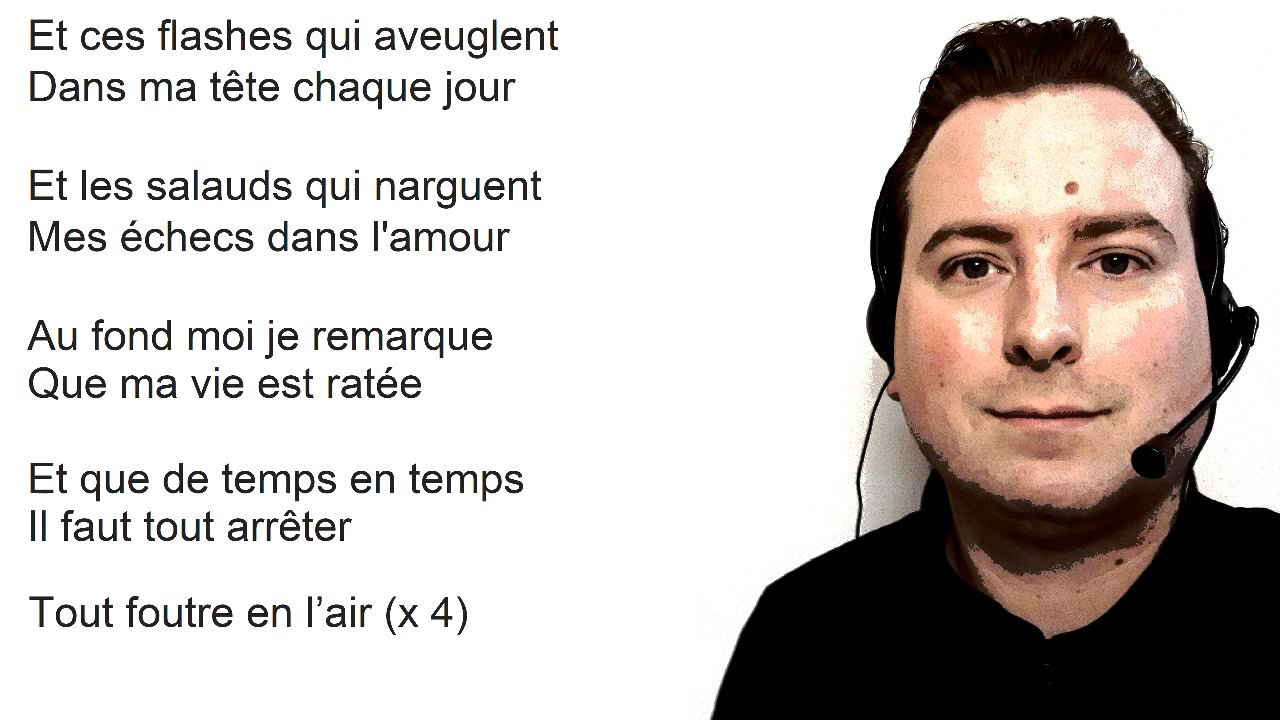 Et ces flashes qui aveuglent
Dans ma tête chaque jour
Et les salauds qui narguent
Mes échecs dans l'amour
Au fond moi je remarque
Que ma vie est ratée
Et que de temps en temps
Il faut tout arrêter
Tout foutre en l’air (x 4)